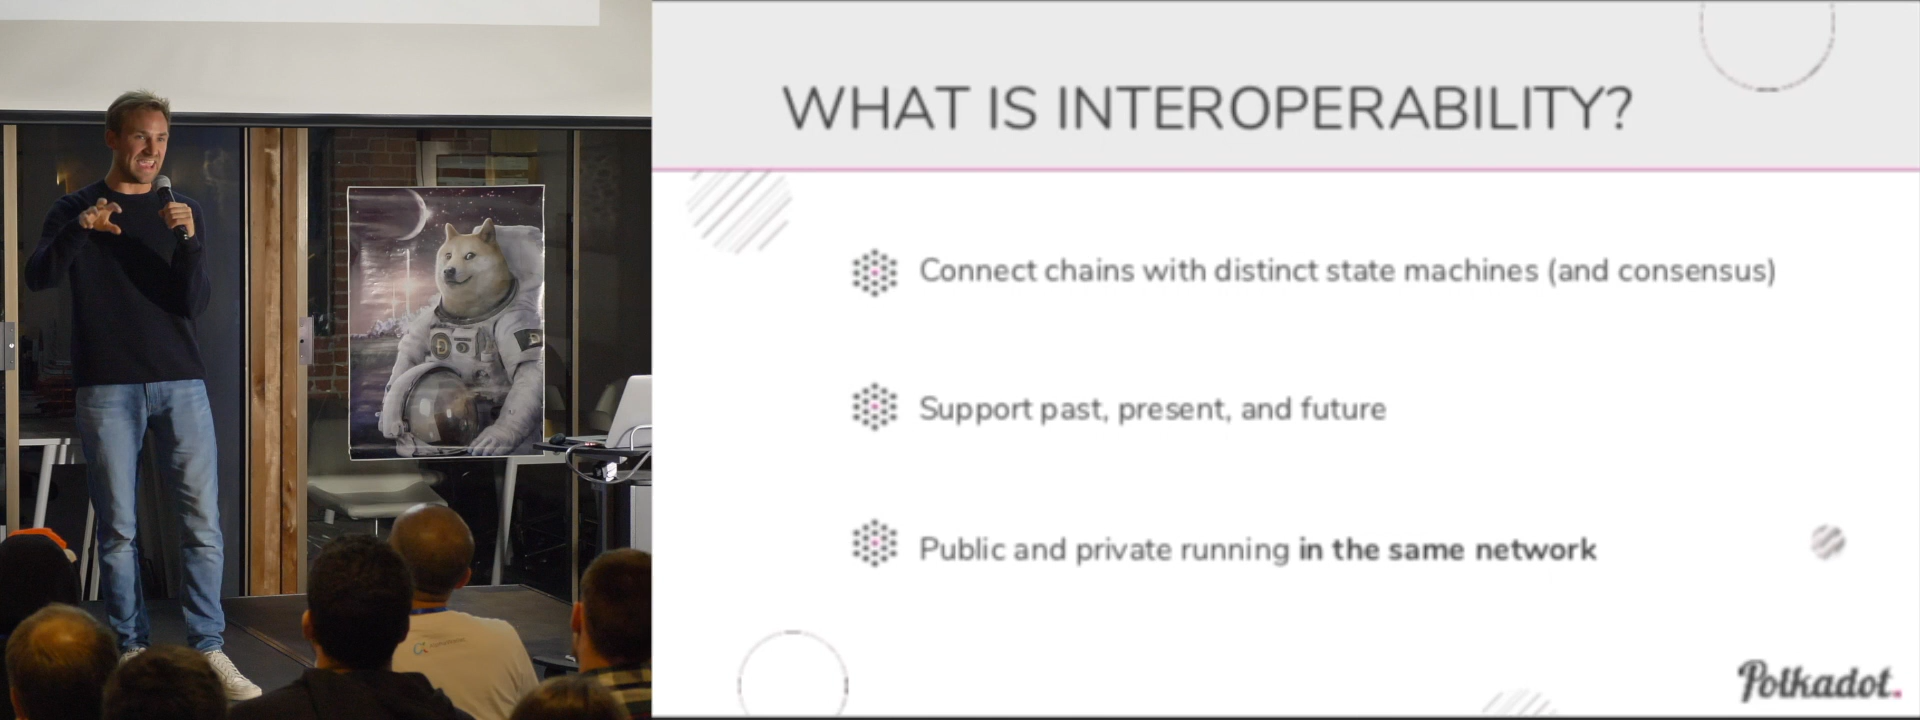 WHAT IS INTEROPERABILITY?
Connect chains with distinct state machines (and consensus)
Support past, present, and future
Public and private running in the same network
Polkadot.